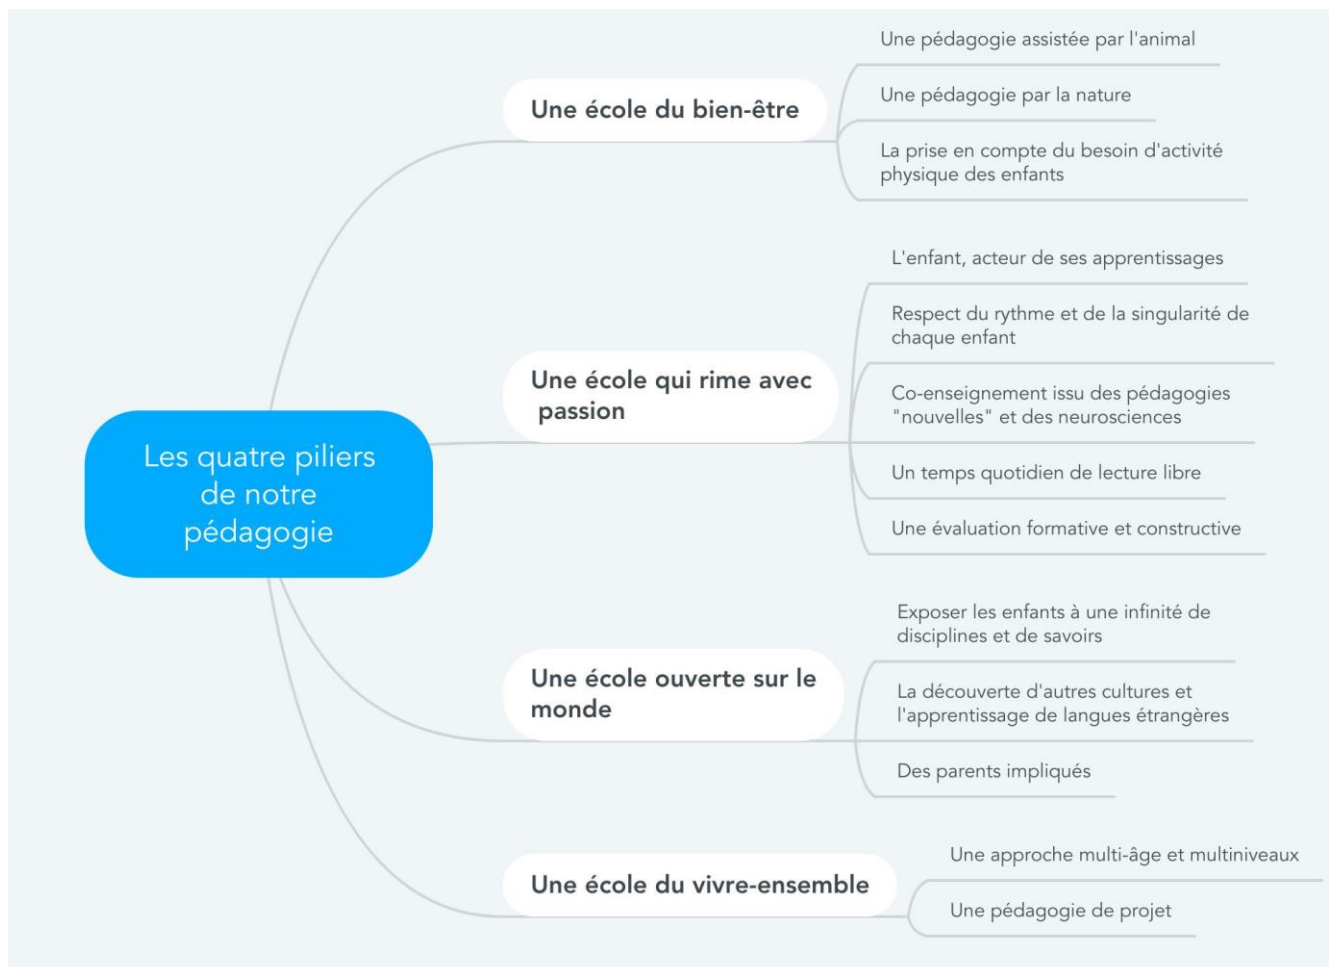 Les quatre piliers
de notre
pédagogie
Une école du bien-être
Une pédagogie assistée par l'animal
Une pédagogie par la nature
La prise en compte du besoin d'activité
physique des enfants
Une école qui rime avec
passion
L'enfant, acteur de ses apprentissages
Respect du rythme et de la singularité de
chaque enfant
Co-enseignement issu des pédagogies
"nouvelles" et des neurosciences
Un temps quotidien de lecture libre
Une évaluation formative et constructive
Une école ouverte sur le
monde
Exposer les enfants à une infinité de
disciplines et de savoirs
La découverte d'autres cultures et
l'apprentissage de langues étrangères
Des parents impliqués
Une école du vivre-ensemble
Une approche multi-âge et multiniveaux
Une pédagogie de projet